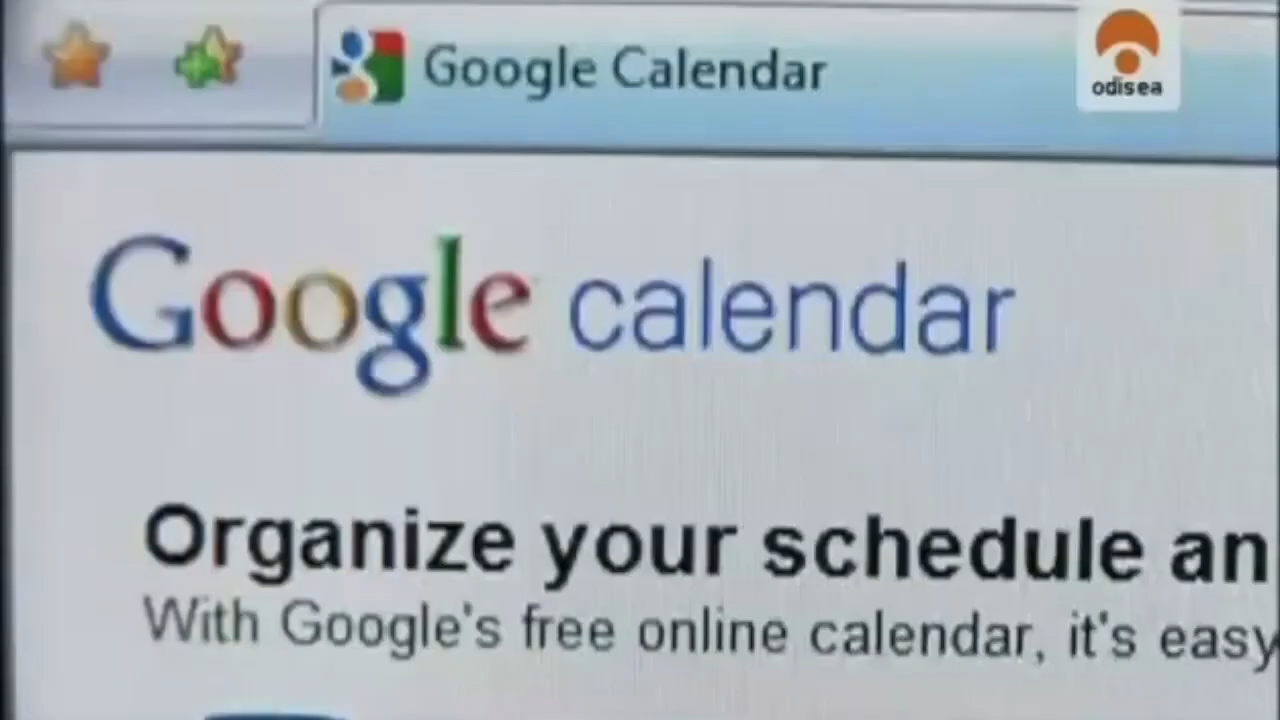 Google Calendar
odisea
Google calendar
Organize your schedule an
With Google's free online calendar, it's easy